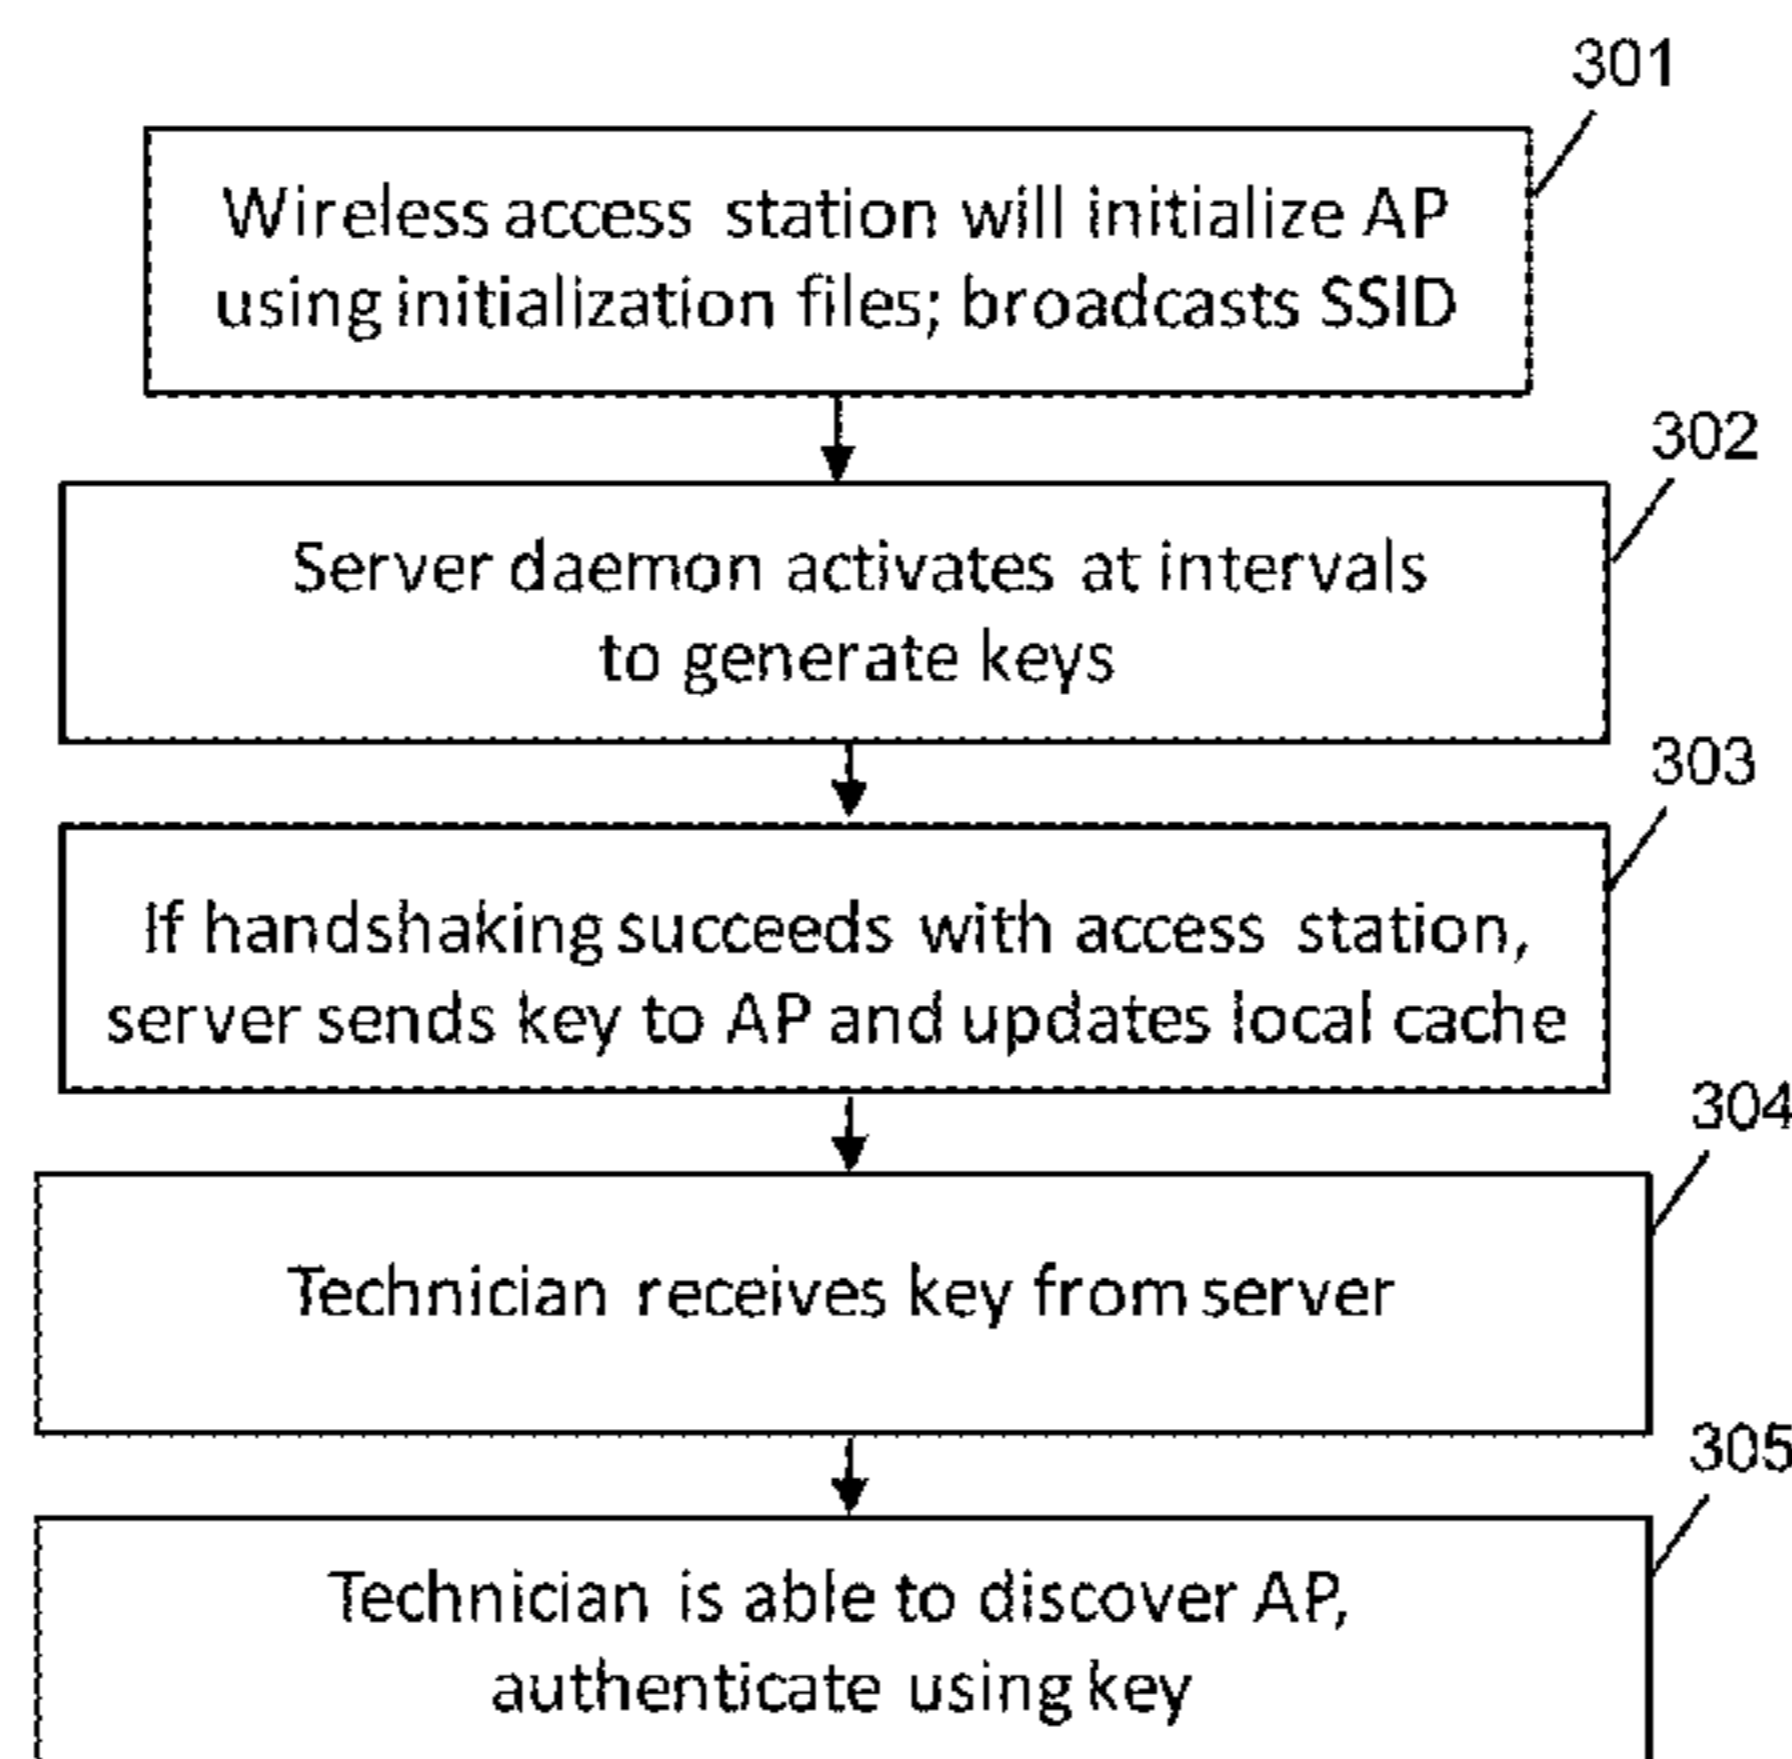 301
Wireless access station will initialize AP
using initialization files; broadcasts SSID
302
Server daemon activates at intervals
to generate keys
303
If handshaking succeeds with access station,
server sends key to AP and updates local cache
304
Technician receives key from server
305
Technician is able to discover AP,
authenticate using key